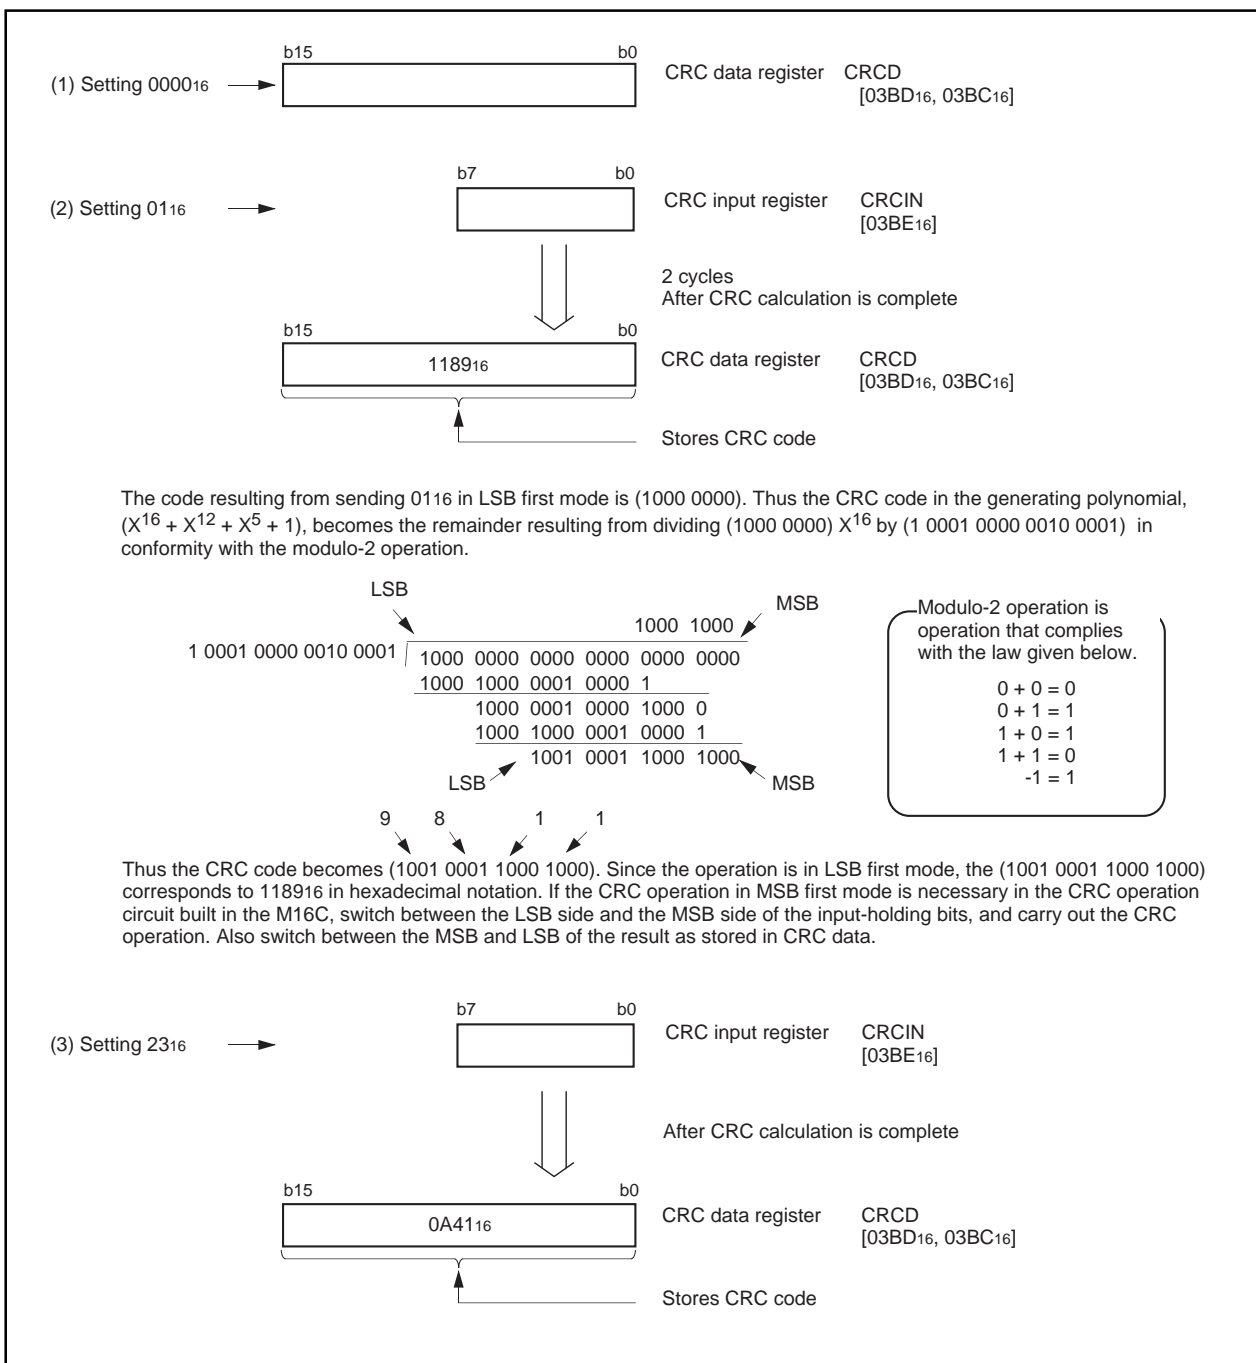 b15 b0
(1) Setting 0000₁₆ CRC data register CRCD
[03BD₁₆, 03BC₁₆]
b7 b0
(2) Setting 01₁₆ CRC input register CRCIN
[03BE₁₆]
2 cycles
After CRC calculation is complete
b15 b0
1189₁₆ CRC data register CRCD
[03BD₁₆, 03BC₁₆]
Stores CRC code
The code resulting from sending 01₁₆ in LSB first mode is (1000 0000). Thus the CRC code in the generating polynomial,
(X¹⁶ + X¹² + X⁵ + 1), becomes the remainder resulting from dividing (1000 0000) X¹⁶ by (1 0001 0000 0010 0001) in
conformity with the modulo-2 operation.
LSB MSB
1000 1000
1 0001 0000 0010 0001 1000 0000 0000 0000 0000 0000
1000 1000 0001 0000 1
1000 0001 0000 1000 0
1000 1000 0001 0000 1
1001 0001 1000 1000
LSB MSB
Modulo-2 operation is
operation that complies
with the law given below.
0 + 0 = 0
0 + 1 = 1
1 + 0 = 1
1 + 1 = 0
-1 = 1
9 8 1 1
Thus the CRC code becomes (1001 0001 1000 1000). Since the operation is in LSB first mode, the (1001 0001 1000 1000)
corresponds to 1189₁₆ in hexadecimal notation. If the CRC operation in MSB first mode is necessary in the CRC operation
circuit built in the M16C, switch between the LSB side and the MSB side of the input-holding bits, and carry out the CRC
operation. Also switch between the MSB and LSB of the result as stored in CRC data.
b7 b0
(3) Setting 23₁₆ CRC input register CRCIN
[03BE₁₆]
After CRC calculation is complete
b15 b0
0A41₁₆ CRC data register CRCD
[03BD₁₆, 03BC₁₆]
Stores CRC code